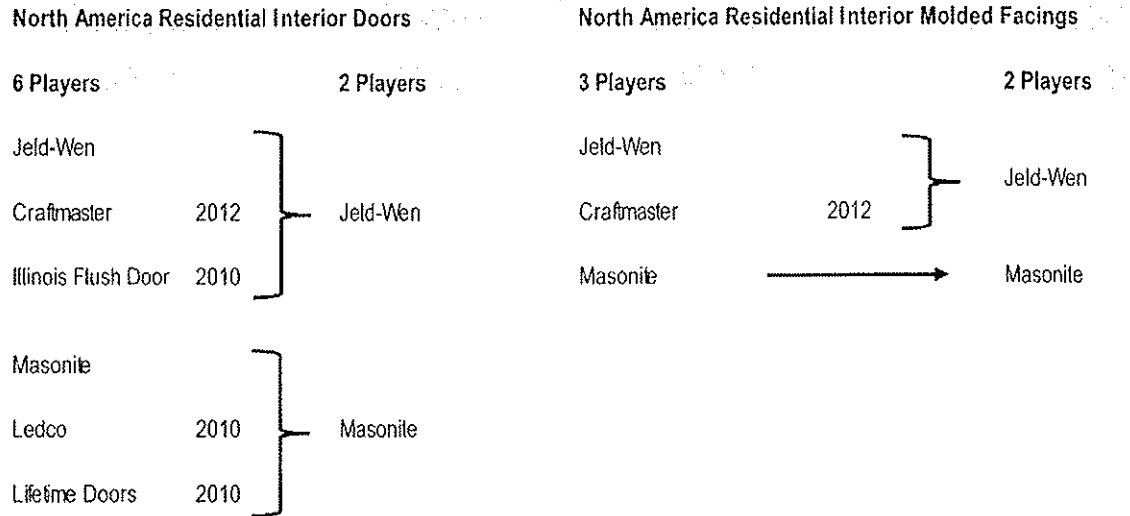 North America Residential Interior Doors
6 Players 2 Players
Jeld-Wen
Craftmaster 2012 Jeld-Wen
Illinois Flush Door 2010
Masonite
Ledco 2010 Masonite
Lifetime Doors 2010
North America Residential Interior Molded Facings
3 Players 2 Players
Jeld-Wen
Jeld-Wen
Craftmaster 2012
Masonite Masonite